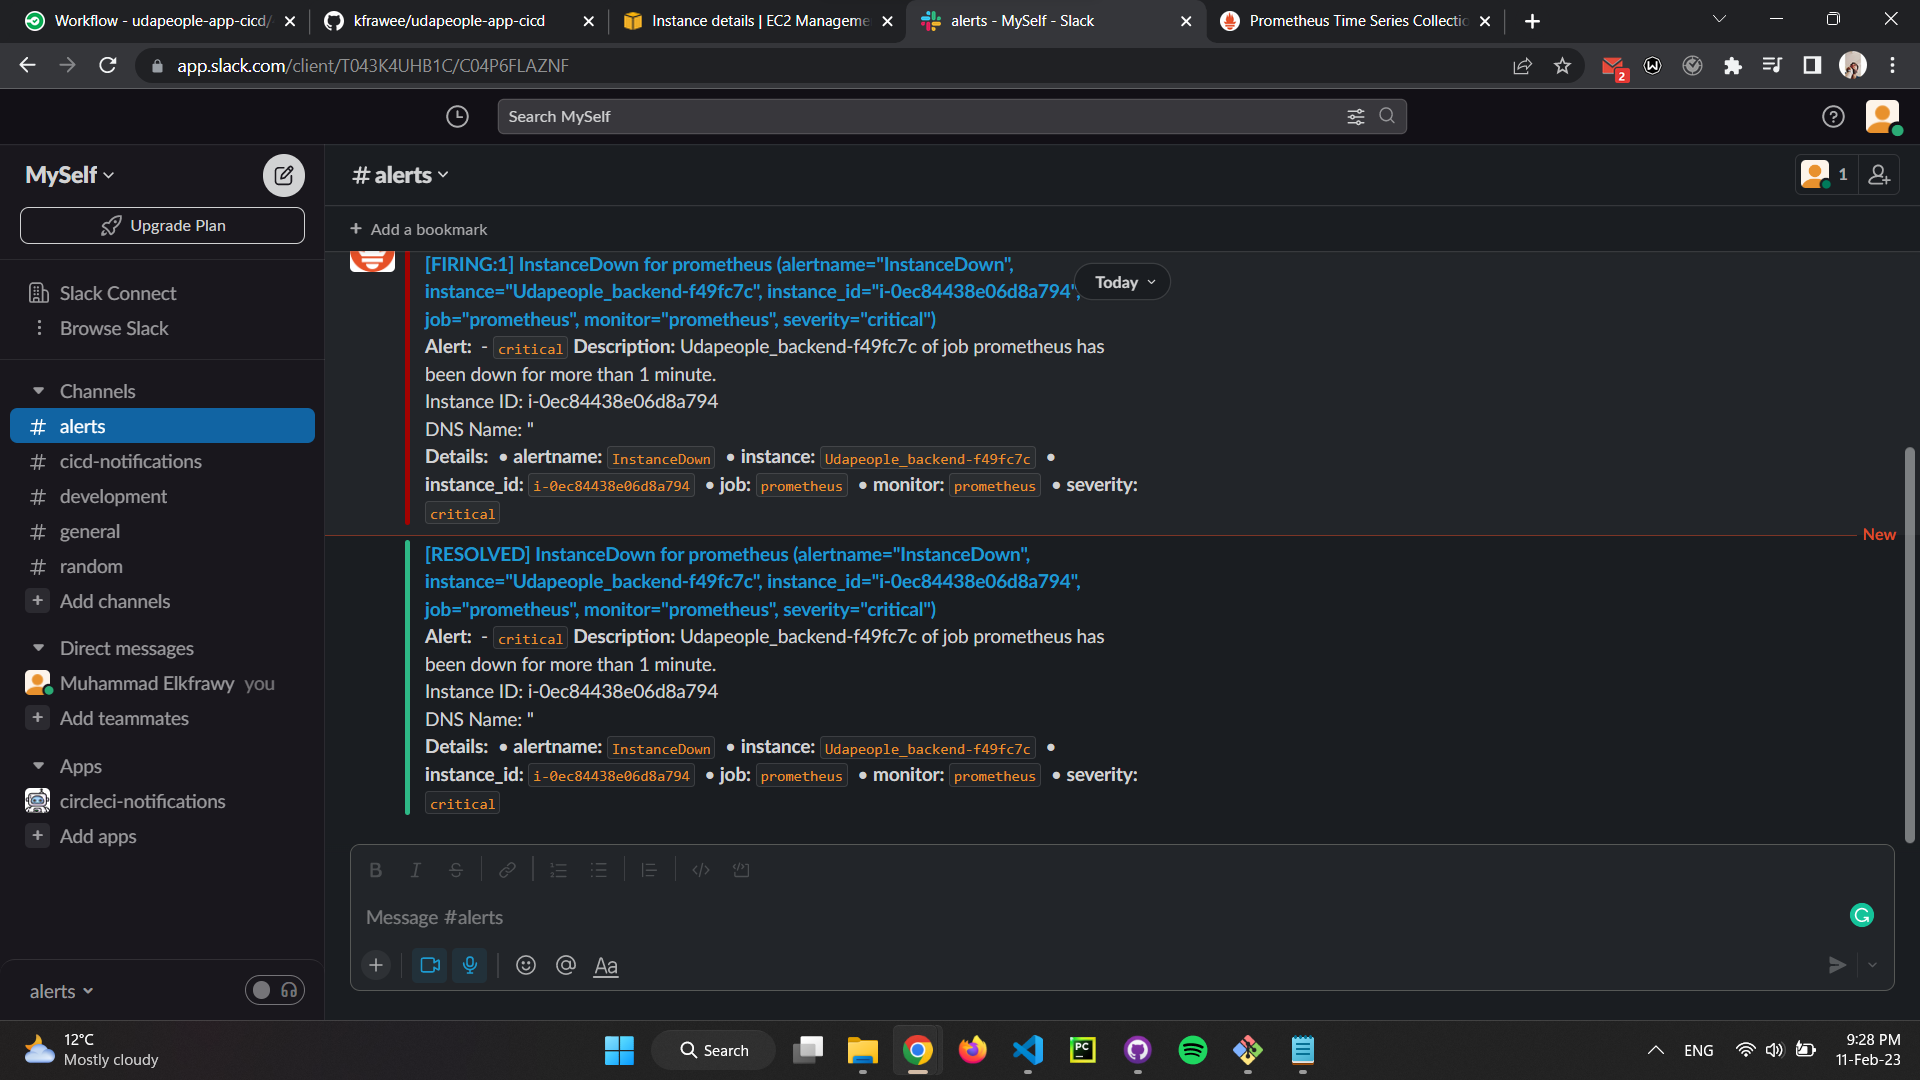 Workflow - udapeople-app-cicd/
kfrawee/udapeople-app-cicd
Instance details | EC2 Manageme
alerts - MySelf - Slack
Prometheus Time Series Collectio
app.slack.com/client/T043K4UHB1C/C04P6FLAZNF
2
Search MySelf
MySelf
# alerts
1
Upgrade Plan
+ Add a bookmark
Slack Connect
Browse Slack
Channels
# alerts
# cicd-notifications
# development
# general
# random
+ Add channels
Direct messages
Muhammad Elkfrawy you
+ Add teammates
Apps
circleci-notifications
+ Add apps
alerts
Today
[FIRING:1] InstanceDown for prometheus (alertname="InstanceDown",
instance="Udapeople_backend-f49fc7c", instance_id="i-0ec84438e06d8a794",
job="prometheus", monitor="prometheus", severity="critical")
Alert: - critical Description: Udapeople_backend-f49fc7c of job prometheus has
been down for more than 1 minute.
Instance ID: i-0ec84438e06d8a794
DNS Name: "
Details: • alertname: InstanceDown • instance: Udapeople_backend-f49fc7c •
instance_id: i-0ec84438e06d8a794 • job: prometheus • monitor: prometheus • severity:
critical
New
[RESOLVED] InstanceDown for prometheus (alertname="InstanceDown",
instance="Udapeople_backend-f49fc7c", instance_id="i-0ec84438e06d8a794",
job="prometheus", monitor="prometheus", severity="critical")
Alert: - critical Description: Udapeople_backend-f49fc7c of job prometheus has
been down for more than 1 minute.
Instance ID: i-0ec84438e06d8a794
DNS Name: "
Details: • alertname: InstanceDown • instance: Udapeople_backend-f49fc7c •
instance_id: i-0ec84438e06d8a794 • job: prometheus • monitor: prometheus • severity:
critical
Message #alerts
Aa
12°C
Mostly cloudy
Search
PC
ENG
9:28 PM
11-Feb-23